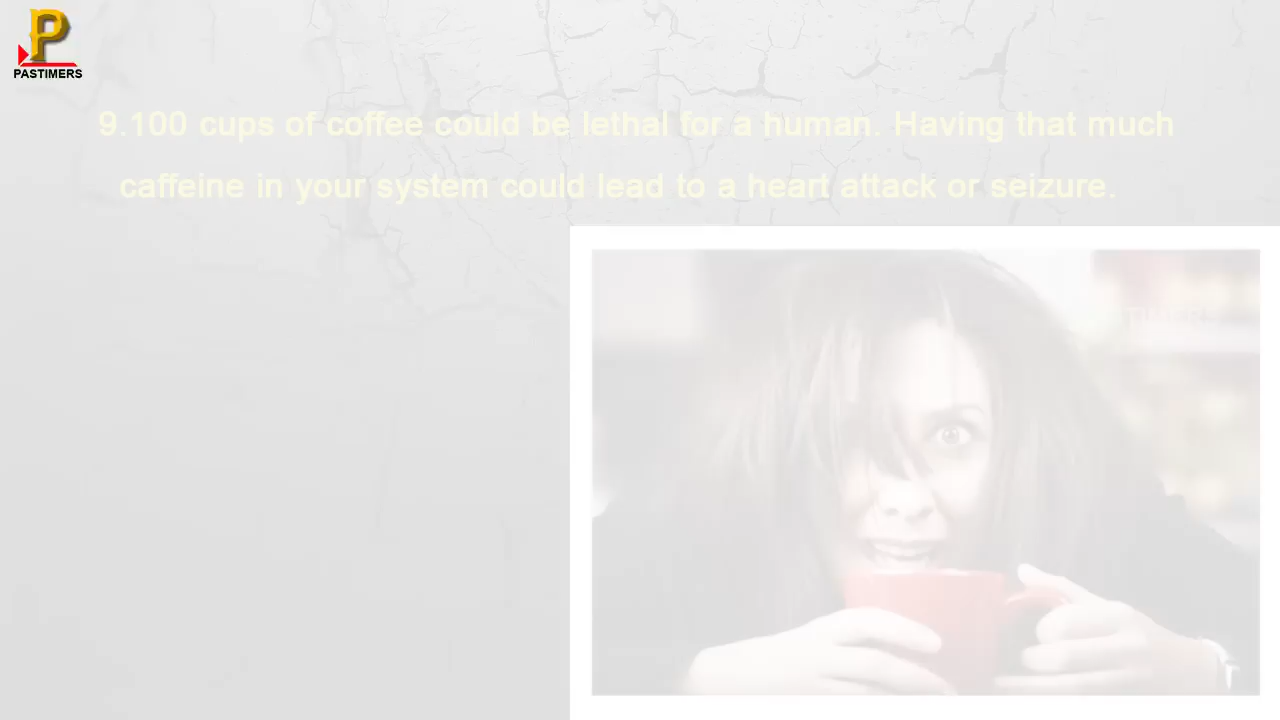 PASTIMERS
9.100 cups of coffee could be lethal for a human. Having that much
caffeine in your system could lead to a heart attack or seizure.